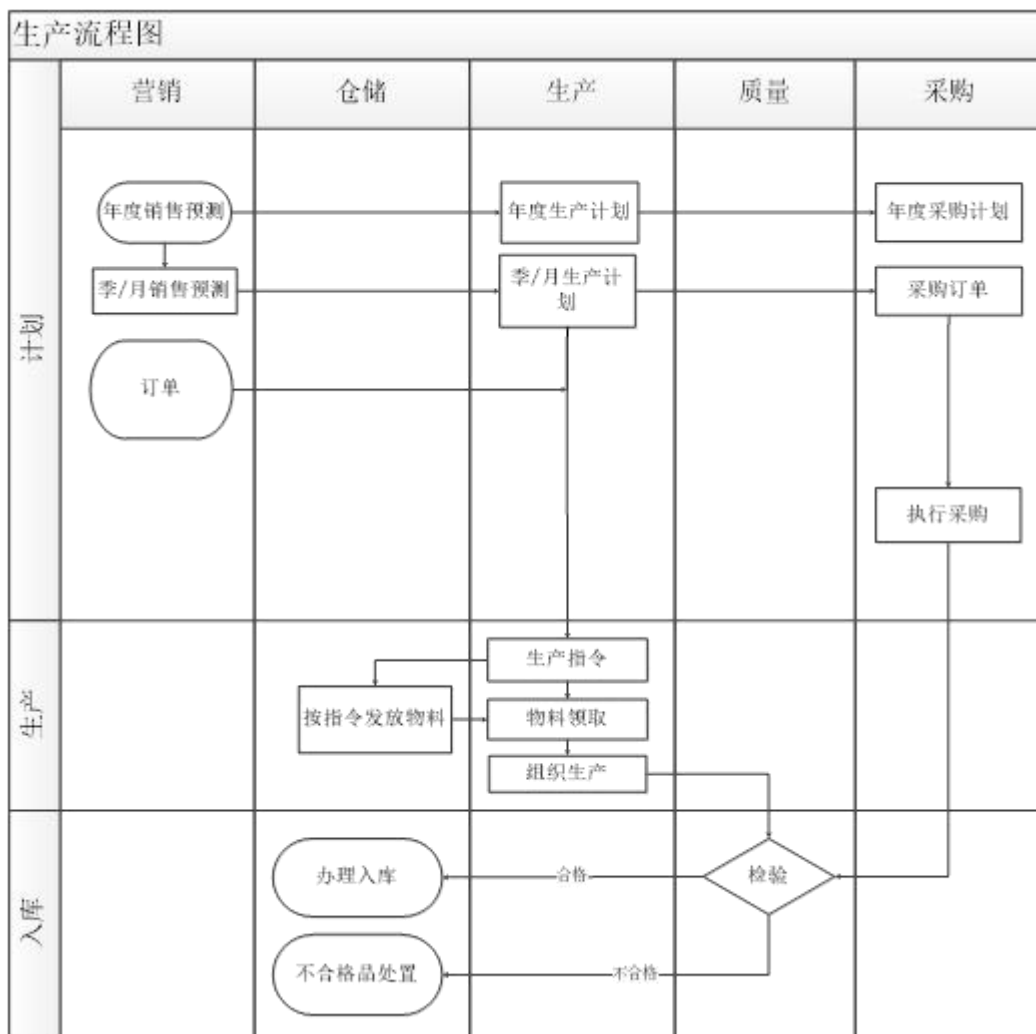 生产流程图
营销
仓储
生产
质量
采购
计划
年度销售预测
年度生产计划
年度采购计划
季/月销售预测
季/月生产计
划
采购订单
订单
执行采购
生产
生产指令
按指令发放物料
物料领取
组织生产
入库
办理入库
合格
检验
不合格品处置
不合格